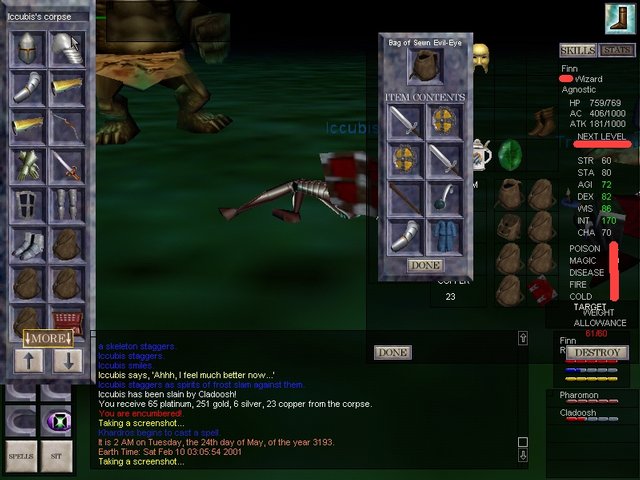 Iccubis's corpse
MORE
SPELLS
SIT
Iccubis
Bag of Sewn Evil-Eye
ITEM CONTENTS
DONE
COPPER
23
DONE
a skeleton staggers.
Iccubis staggers.
Iccubis smiles.
Iccubis says, 'Ahhh, I feel much better now...'
Iccubis staggers as spirits of frost slam against them.
Iccubis has been slain by Cladoosh!
You receive 65 platinum, 251 gold, 6 silver, 23 copper from the corpse.
You are encumbered!
Taking a screenshot...
Khardros begins to cast a spell.
It is 2 AM on Tuesday, the 24th day of May, of the year 3193.
Earth Time: Sat Feb 10 03:05:54 2001
Taking a screenshot...
SKILLS
STATS
Finn
Wizard
Agnostic
HP 759/769
AC 406/1000
ATK 181/1000
NEXT LEVEL
STR 60
STA 80
AGI 72
DEX 82
WIS 86
INT 170
CHA 70
POISON
MAGIC
DISEASE
FIRE
COLD
TARGET
WEIGHT
ALLOWANCE
61/60
Finn
DESTROY
Pharomon
Cladoosh